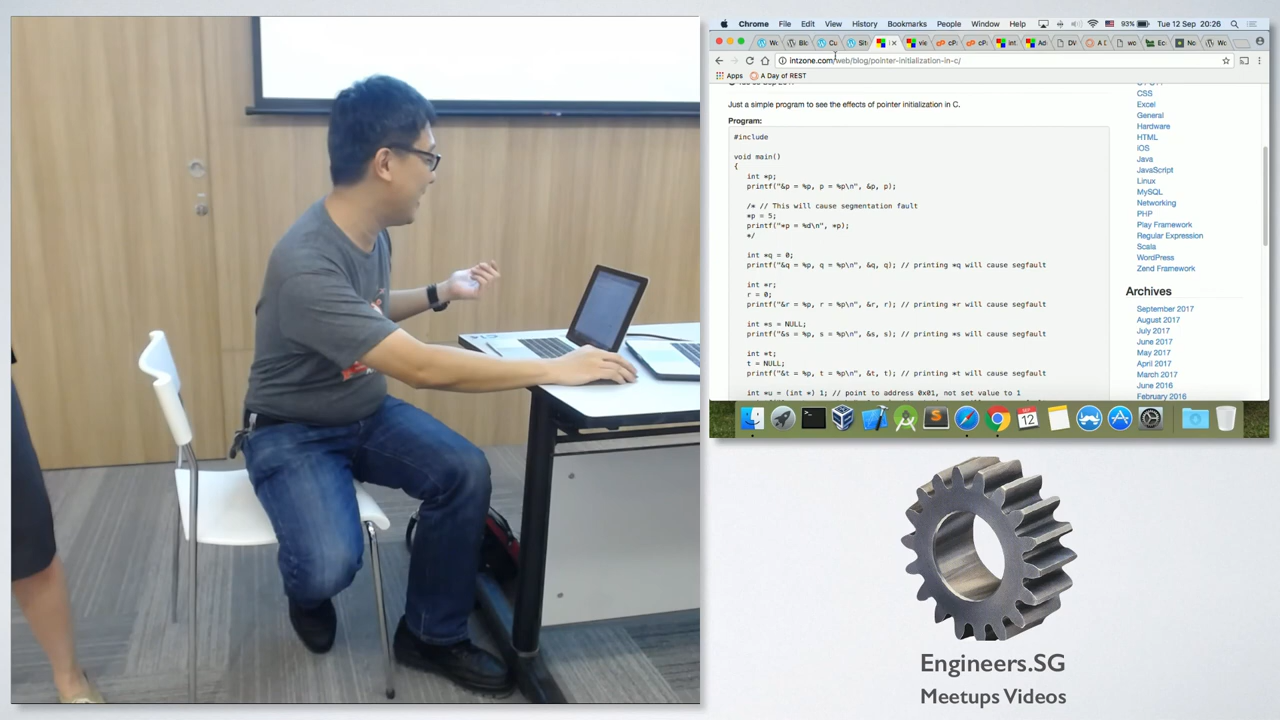 Chrome File Edit View History Bookmarks People Window Help 93% Tue 12 Sep 20:26
intzone.com/web/blog/pointer-initialization-in-c/
Apps A Day of REST
Just a simple program to see the effects of pointer initialization in C.
Program:
#include
void main()
{
int *p;
printf("&p = %p, p = %p\n", &p, p);
/* // This will cause segmentation fault
*p = 5;
printf("*p = %d\n", *p);
*/
int *q = 0;
printf("&q = %p, q = %p\n", &q, q); // printing *q will cause segfault
int *r;
r = 0;
printf("&r = %p, r = %p\n", &r, r); // printing *r will cause segfault
int *s = NULL;
printf("&s = %p, s = %p\n", &s, s); // printing *s will cause segfault
int *t;
t = NULL;
printf("&t = %p, t = %p\n", &t, t); // printing *t will cause segfault
int *u = (int *) 1; // point to address 0x01, not set value to 1
CSS
Excel
General
Hardware
HTML
iOS
Java
JavaScript
Linux
MySQL
Networking
PHP
Play Framework
Regular Expression
Scala
WordPress
Zend Framework
Archives
September 2017
August 2017
July 2017
June 2017
May 2017
April 2017
March 2017
June 2016
February 2016
Engineers.SG
Meetups Videos